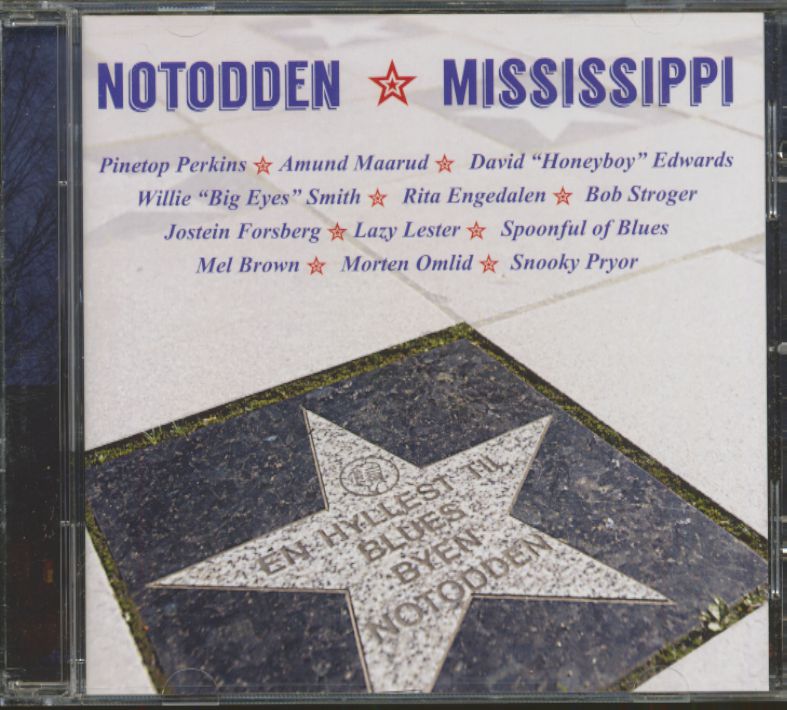 NOTODDEN MISSISSIPPI
Pinetop Perkins Amund Maarud David "Honeyboy" Edwards
Willie "Big Eyes" Smith Rita Engedalen Bob Stroger
Jostein Forsberg Lazy Lester Spoonful of Blues
Mel Brown Morten Omlid Snooky Pryor
EN HYLLEST TIL
BLUES
BYEN
NOTODDEN